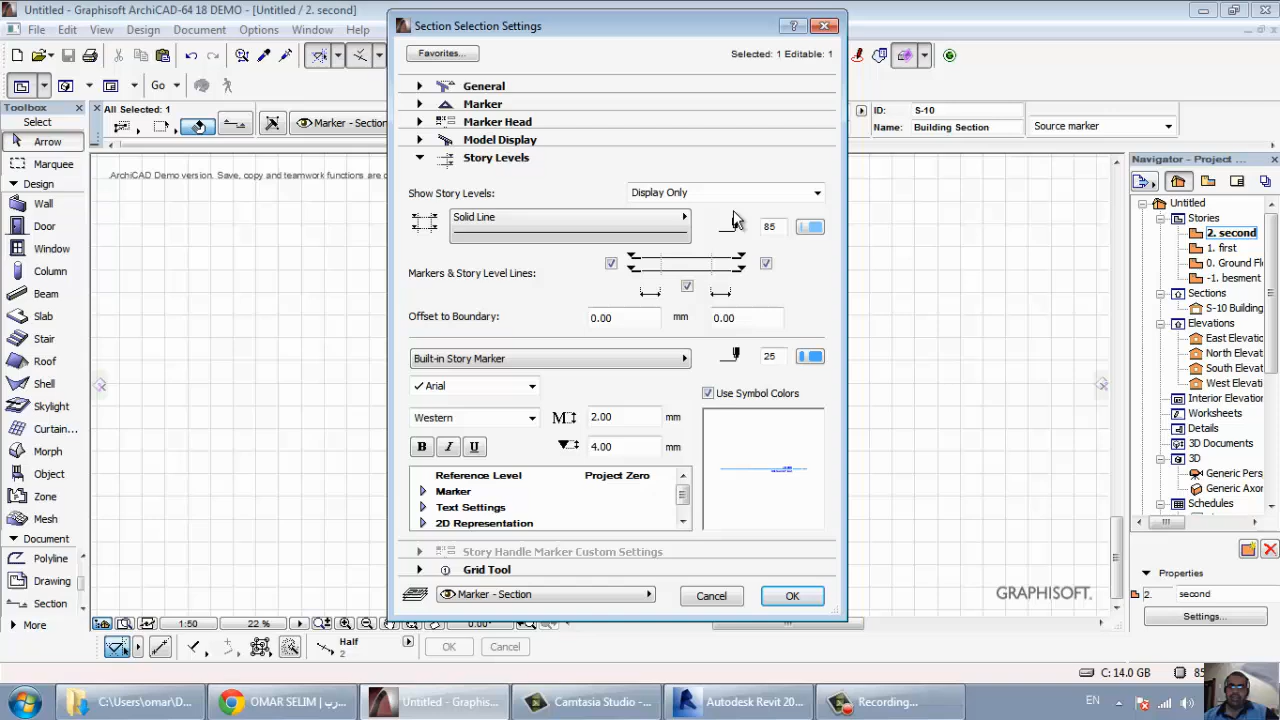 Untitled - Graphisoft ArchiCAD-64 18 DEMO - [Untitled / 2. second]
File Edit View Design Document Options Window Help
Go
All Selected: 1
Marker - Section
ID: S-10
Name: Building Section
Source marker
Toolbox
Select
Arrow
Marquee
Design
Wall
Door
Window
Column
Beam
Slab
Stair
Roof
Shell
Skylight
Curtain...
Morph
Object
Zone
Mesh
Document
Polyline
Drawing
Section
More
ArchiCAD Demo version. Save, copy and teamwork functions are
Section Selection Settings
Favorites...
Selected: 1 Editable: 1
General
Marker
Marker Head
Model Display
Story Levels
Show Story Levels: Display Only
Solid Line
85
Markers & Story Level Lines:
Offset to Boundary: 0.00 mm 0.00
Built-in Story Marker
25
Arial
Use Symbol Colors
Western
2.00 mm
B I U
4.00 mm
Reference Level Project Zero
Marker
Text Settings
2D Representation
Story Handle Marker Custom Settings
Grid Tool
Marker - Section
Cancel
OK
Navigator - Project
Untitled
Stories
2. second
1. first
0. Ground Fl
-1. besment
Sections
S-10 Building
Elevations
East Elevati
North Elevati
South Elevati
West Elevati
Interior Elevation
Worksheets
Details
3D Documents
3D
Generic Pers
Generic Axon
Schedules
Properties
2. second
Settings...
GRAPHISOFT
1:50
22 %
0.00°
Half
2
OK
Cancel
C: 14.0 GB
85
C:\users\omar\D...
OMAR SELIM |
Untitled - Graphis...
Camtasia Studio - ...
Autodesk Revit 20...
Recording...
EN